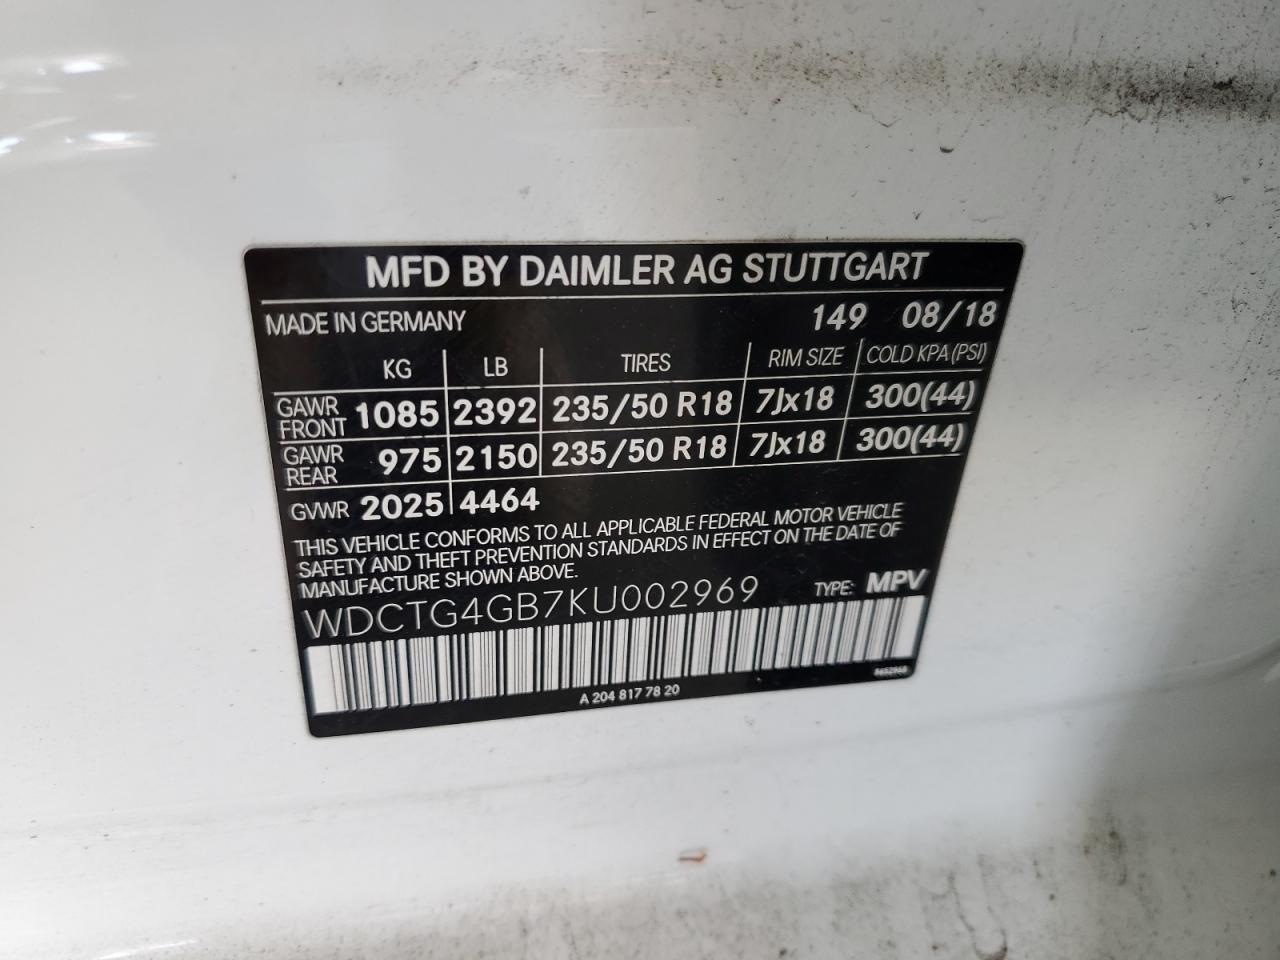 MFD BY DAIMLER AG STUTTGART
MADE IN GERMANY 149 08/18
KG LB TIRES RIM SIZE COLD KPA (PSI)
GAWR FRONT 1085 2392 235/50 R18 7Jx18 300(44)
GAWR REAR 975 2150 235/50 R18 7Jx18 300(44)
GVWR 2025 4464
THIS VEHICLE CONFORMS TO ALL APPLICABLE FEDERAL MOTOR VEHICLE
SAFETY AND THEFT PREVENTION STANDARDS IN EFFECT ON THE DATE OF
MANUFACTURE SHOWN ABOVE.
WDCTG4GB7KU002969 TYPE: MPV
A 204 817 78 20